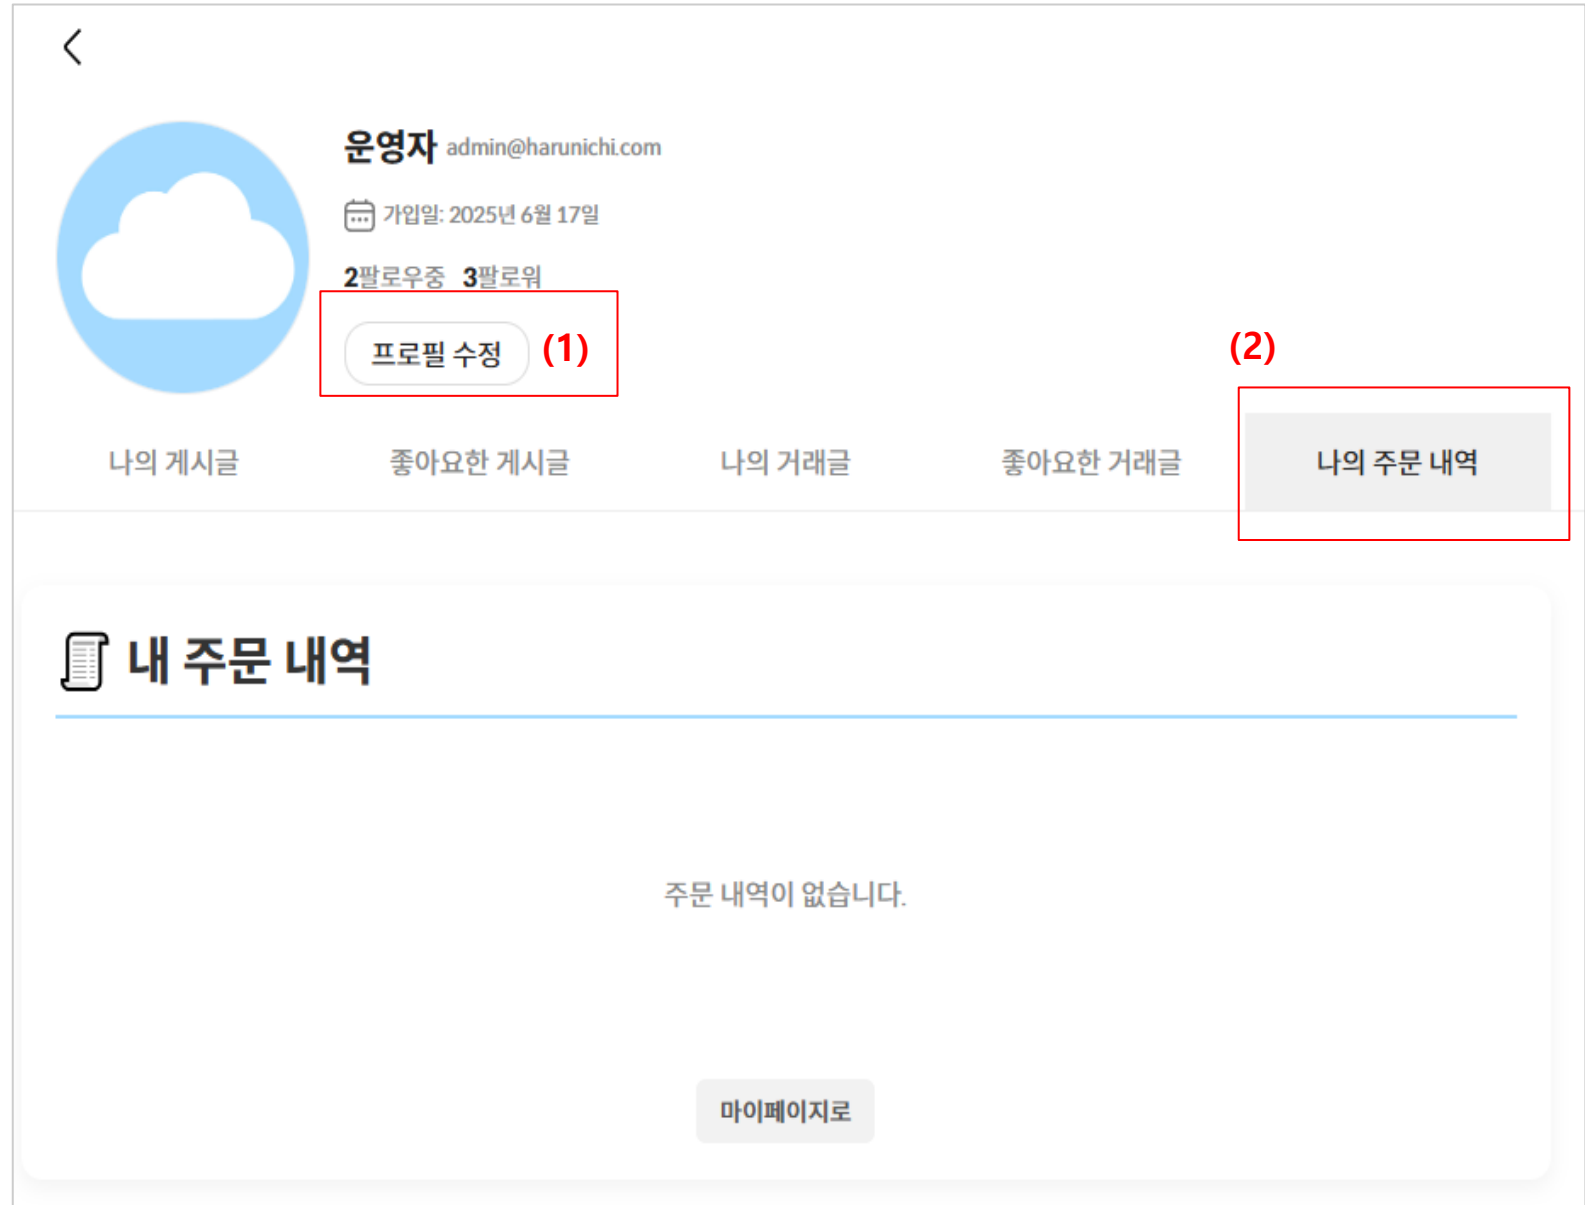 운영자 admin@harunichi.com
가입일: 2025년 6월 17일
2팔로우중 3팔로워
프로필 수정 (1)
(2)
나의 게시글 좋아요한 게시글 나의 거래글 좋아요한 거래글 나의 주문 내역
내 주문 내역
주문 내역이 없습니다.
마이페이지로